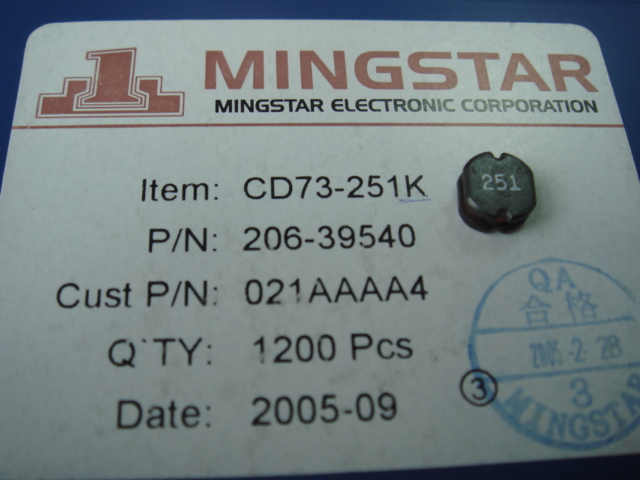 MINGSTAR
MINGSTAR ELECTRONIC CORPORATION
Item: CD73-251K
251
P/N: 206-39540
Cust P/N: 021AAAA4
Q'TY: 1200 Pcs
Date: 2005-09
③
QA
合格
2-28
3
MINGSTAR